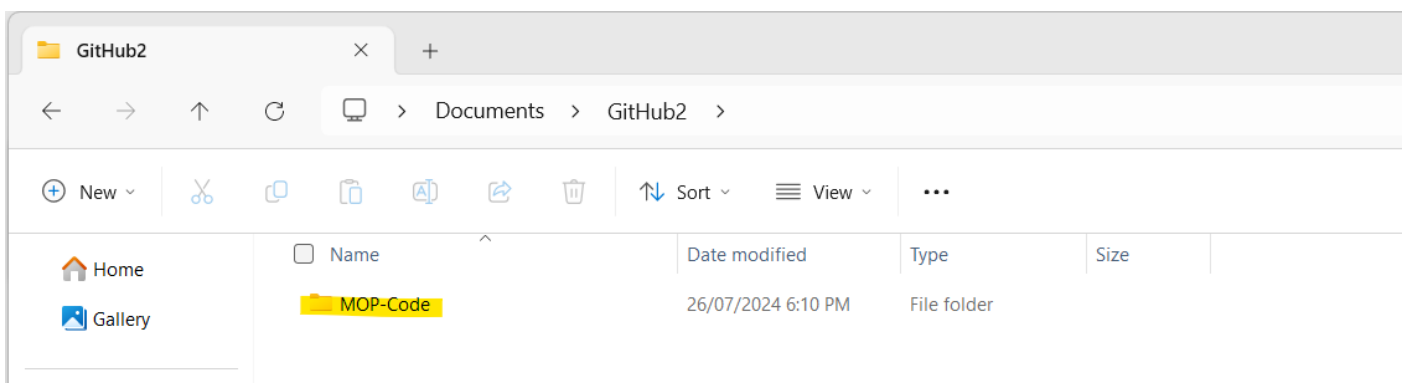 GitHub2
Documents > GitHub2 >
New Sort View
Name Date modified Type Size
Home
MOP-Code 26/07/2024 6:10 PM File folder
Gallery